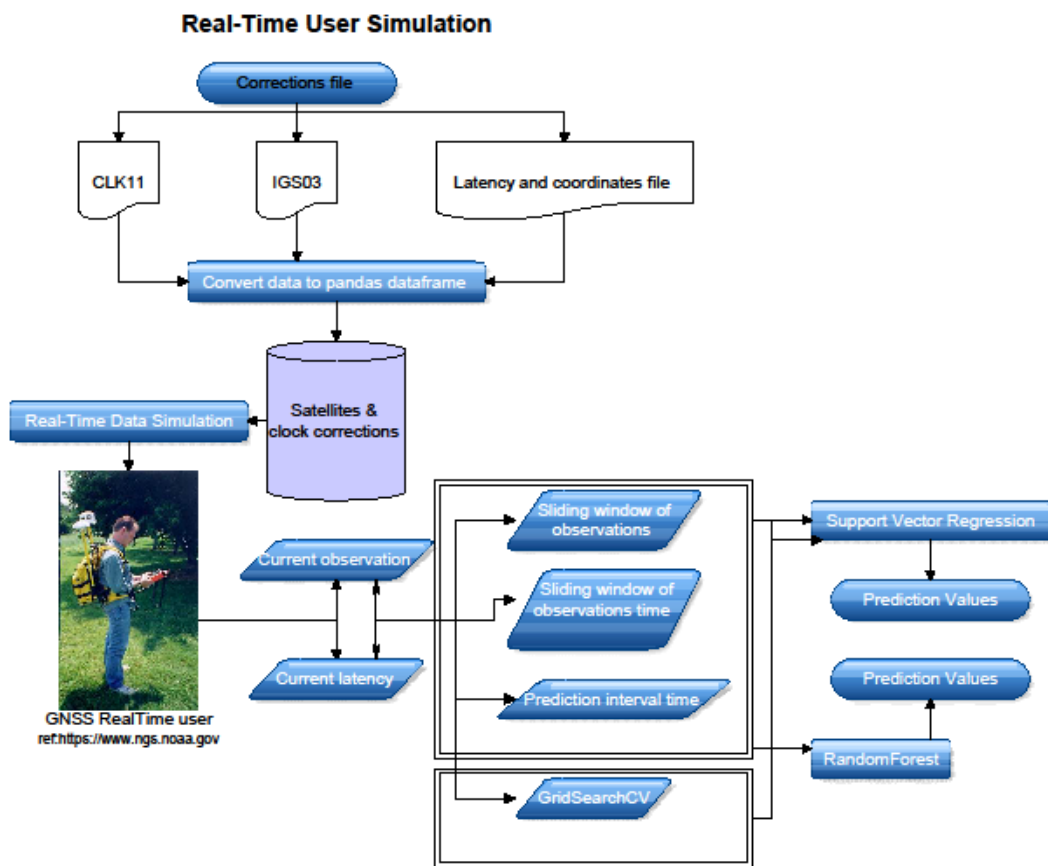 Real-Time User Simulation
Corrections file
CLK11
IGS03
Latency and coordinates file
Convert data to pandas dataframe
Satellites &
clock corrections
Real-Time Data Simulation
GNSS RealTime user
ref:https://www.ngs.noaa.gov
Current observation
Current latency
Sliding window of
observations
Sliding window of
observations time
Prediction interval time
GridSearchCV
Support Vector Regression
Prediction Values
Prediction Values
RandomForest